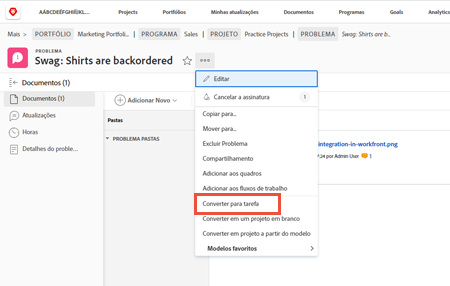 AÁBCDEÉFGHIÍJKL...
Projects
Portfólios
Minhas atualizações
Documentos
Programas
Goals
Analytics
Mais > PORTFÓLIO Marketing Portfoli... > PROGRAMA Sales | PROJETO Practice Projects > PROBLEMA Swag: Shirts are b...
PROBLEMA
Swag: Shirts are backordered
Documentos (1)
Documentos (1)
Atualizações
Horas
Detalhes do proble...
Adicionar Novo
Pastas
PROBLEMA PASTAS
Editar
Cancelar a assinatura 1
Copiar para...
Mover para...
Excluir Problema
Compartilhamento
Adicionar aos quadros
Adicionar aos fluxos de trabalho
Converter para tarefa
Converter em um projeto em branco
Converter em projeto a partir do modelo
Modelos favoritos
integration-in-workfront.png
24 por Admin User 1